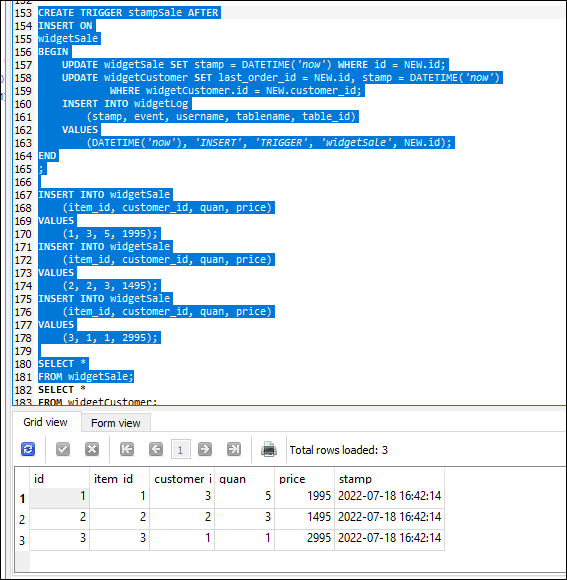 153 CREATE TRIGGER stampSale AFTER
154 INSERT ON
155 widgetSale
156 BEGIN
157 UPDATE widgetSale SET stamp = DATETIME('now') WHERE id = NEW.id;
158 UPDATE widgetCustomer SET last_order_id = NEW.id, stamp = DATETIME('now')
159 WHERE widgetCustomer.id = NEW.customer_id;
160 INSERT INTO widgetLog
161 (stamp, event, username, tablename, table_id)
162 VALUES
163 (DATETIME('now'), 'INSERT', 'TRIGGER', 'widgetSale', NEW.id);
164 END
165 ;
166
167 INSERT INTO widgetSale
168 (item_id, customer_id, quan, price)
169 VALUES
170 (1, 3, 5, 1995);
171 INSERT INTO widgetSale
172 (item_id, customer_id, quan, price)
173 VALUES
174 (2, 2, 3, 1495);
175 INSERT INTO widgetSale
176 (item_id, customer_id, quan, price)
177 VALUES
178 (3, 1, 1, 2995);
179
180 SELECT *
181 FROM widgetSale;
182 SELECT *
183 FROM widgetCustomer;
Grid view Form view
1 Total rows loaded: 3
id item_id customer_i quan price stamp
1 1 1 3 5 1995 2022-07-18 16:42:14
2 2 2 2 3 1495 2022-07-18 16:42:14
3 3 3 1 1 2995 2022-07-18 16:42:14